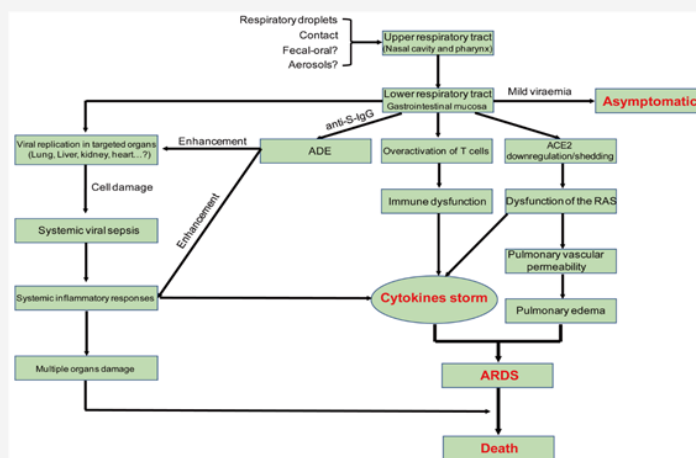 Respiratory droplets
Contact
Fecal-oral?
Aerosols?
Upper respiratory tract
(Nasal cavity and pharynx)
Lower respiratory tract
Gastrointestinal mucosa
Mild viraemia
Asymptomatic
anti-S-IgG
Viral replication in targeted organs
(Lung, Liver, kidney, heart...?)
Enhancement
ADE
Overactivation of T cells
ACE2
downregulation/shedding
Cell damage
Enhancement
Immune dysfunction
Dysfunction of the RAS
Systemic viral sepsis
Pulmonary vascular
permeability
Systemic inflammatory responses
Cytokines storm
Pulmonary edema
Multiple organs damage
ARDS
Death